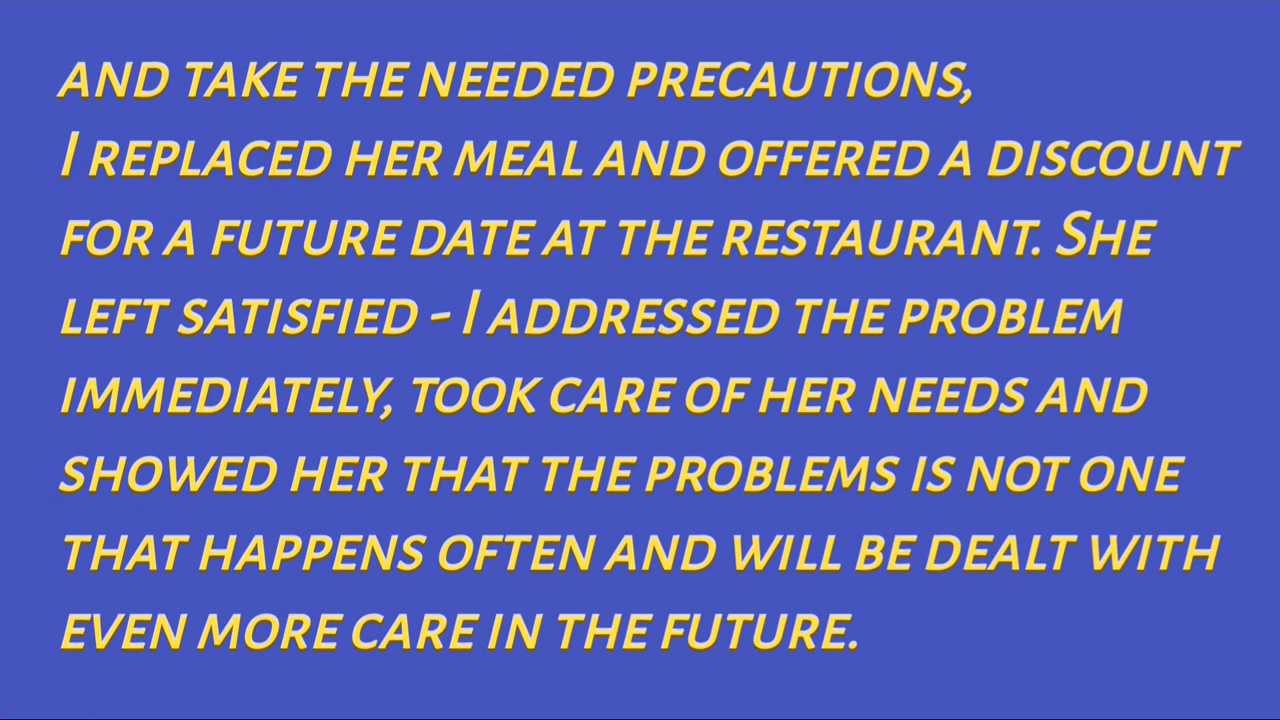 AND TAKE THE NEEDED PRECAUTIONS,
I REPLACED HER MEAL AND OFFERED A DISCOUNT
FOR A FUTURE DATE AT THE RESTAURANT. SHE
LEFT SATISFIED - I ADDRESSED THE PROBLEM
IMMEDIATELY, TOOK CARE OF HER NEEDS AND
SHOWED HER THAT THE PROBLEMS IS NOT ONE
THAT HAPPENS OFTEN AND WILL BE DEALT WITH
EVEN MORE CARE IN THE FUTURE.